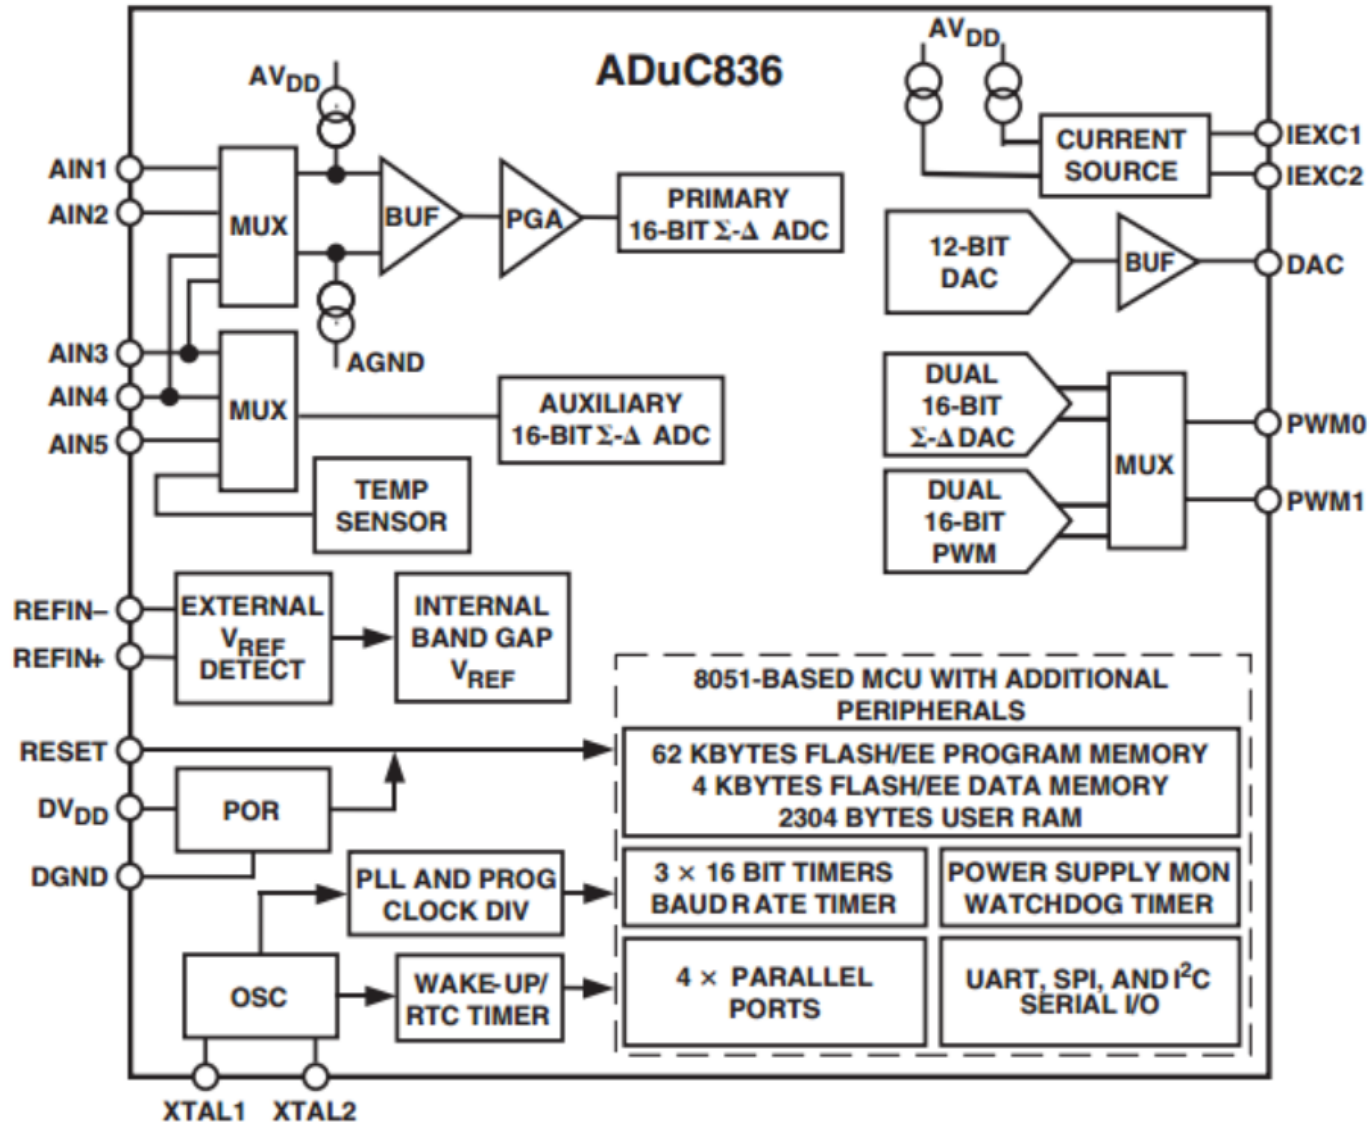 ADuC836
AVDD
AVDD
AIN1
AIN2
AIN3
AIN4
AIN5
MUX
BUF
PGA
PRIMARY
16-BIT Σ-Δ ADC
AGND
MUX
AUXILIARY
16-BIT Σ-Δ ADC
TEMP
SENSOR
CURRENT
SOURCE
IEXC1
IEXC2
12-BIT
DAC
BUF
DAC
DUAL
16-BIT
Σ-Δ DAC
DUAL
16-BIT
PWM
MUX
PWM0
PWM1
REFIN–
REFIN+
EXTERNAL
VREF
DETECT
INTERNAL
BAND GAP
VREF
RESET
DVDD
DGND
POR
PLL AND PROG
CLOCK DIV
OSC
WAKE-UP/
RTC TIMER
XTAL1
XTAL2
8051-BASED MCU WITH ADDITIONAL
PERIPHERALS
62 KBYTES FLASH/EE PROGRAM MEMORY
4 KBYTES FLASH/EE DATA MEMORY
2304 BYTES USER RAM
3 × 16 BIT TIMERS
BAUD RATE TIMER
POWER SUPPLY MON
WATCHDOG TIMER
4 × PARALLEL
PORTS
UART, SPI, AND I²C
SERIAL I/O